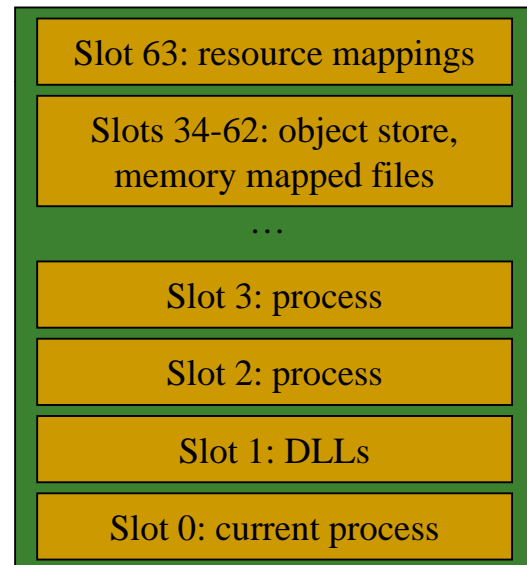 Slot 63: resource mappings
Slots 34-62: object store,
memory mapped files
…
Slot 3: process
Slot 2: process
Slot 1: DLLs
Slot 0: current process